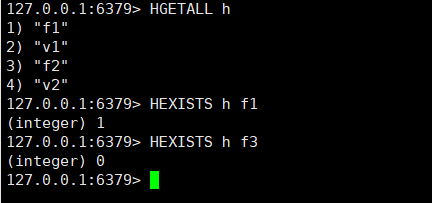 127.0.0.1:6379> HGETALL h
1) "f1"
2) "v1"
3) "f2"
4) "v2"
127.0.0.1:6379> HEXISTS h f1
(integer) 1
127.0.0.1:6379> HEXISTS h f3
(integer) 0
127.0.0.1:6379>